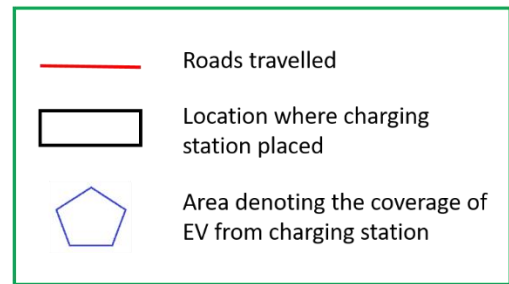 Roads travelled
Location where charging
station placed
Area denoting the coverage of
EV from charging station